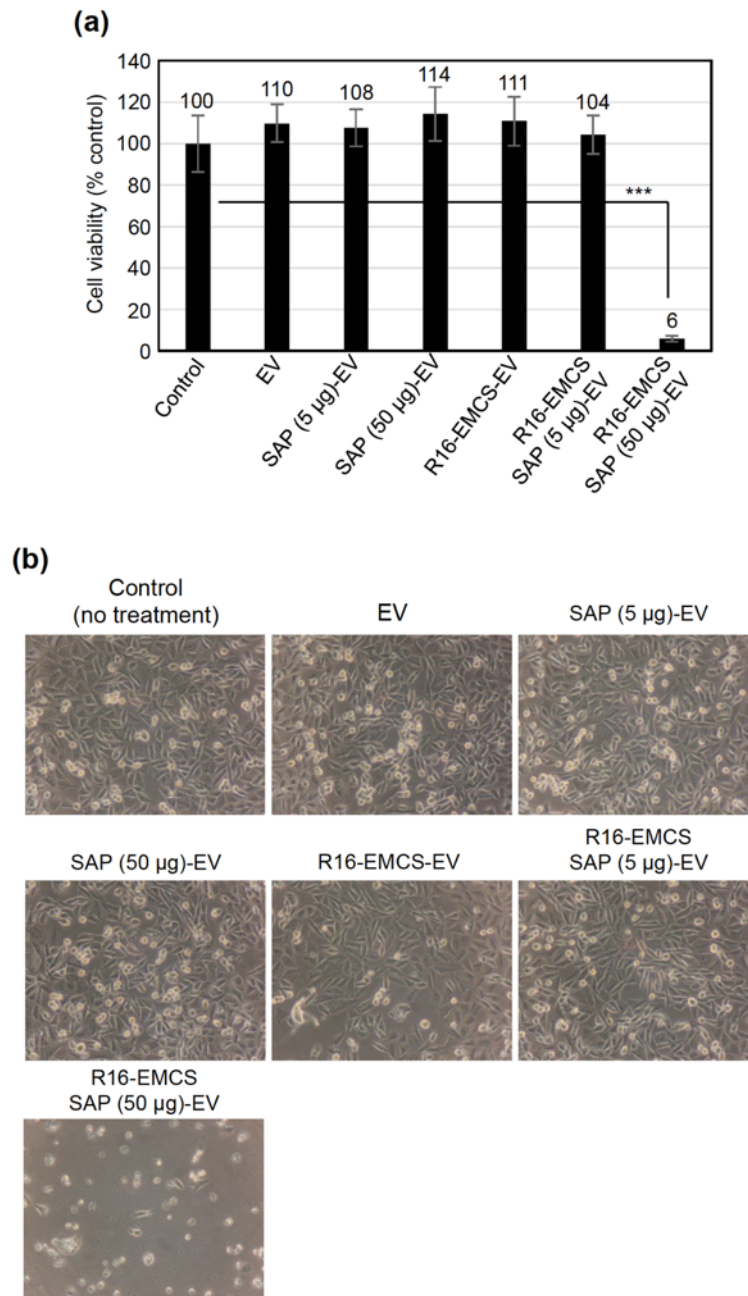 (a)
Cell viability (% control)
140
120
100
80
60
40
20
0
100
110
108
114
111
104
6
***
Control
EV
SAP (5 µg)-EV
SAP (50 µg)-EV
R16-EMCS-EV
R16-EMCS
SAP (5 µg)-EV
R16-EMCS
SAP (50 µg)-EV
(b)
Control
(no treatment)
EV
SAP (5 µg)-EV
SAP (50 µg)-EV
R16-EMCS-EV
R16-EMCS
SAP (5 µg)-EV
R16-EMCS
SAP (50 µg)-EV